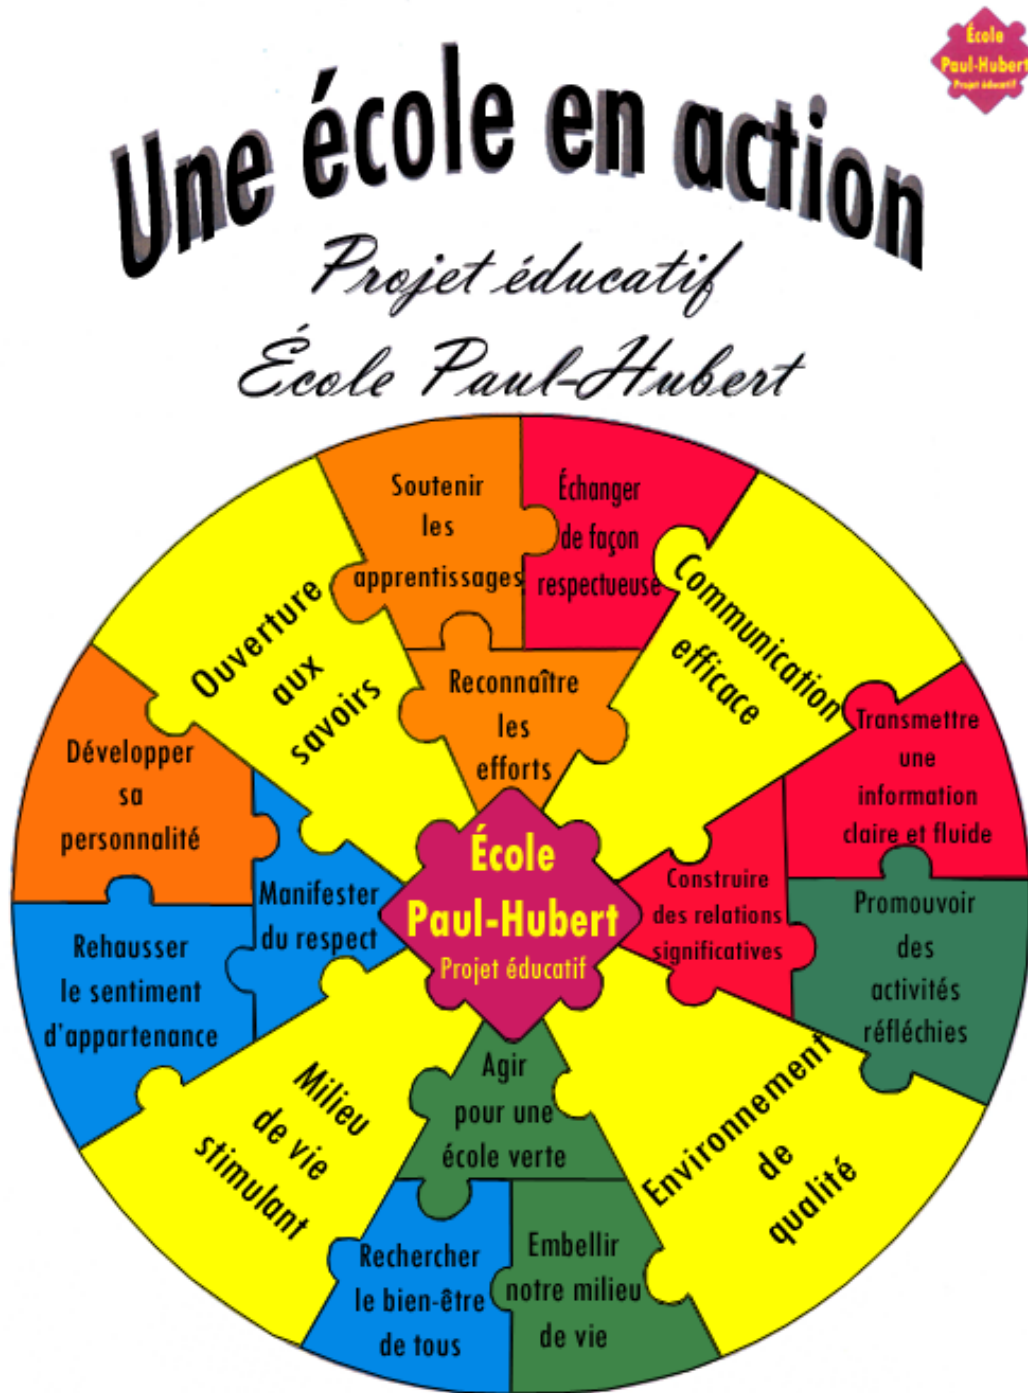 École
Paul-Hubert
Projet éducatif
Une école en action
Projet éducatif
École Paul-Hubert
Soutenir
les
apprentissages
Échanger
de façon
respectueuse
Ouverture
aux
savoirs
Communication
efficace
Reconnaître
les
efforts
Développer
sa
personnalité
Transmettre
une
information
claire et fluide
Manifester
du respect
École
Paul-Hubert
Projet éducatif
Construire
des relations
significatives
Rehausser
le sentiment
d'appartenance
Promouvoir
des
activités
réfléchies
Milieu
de vie
stimulant
Agir
pour une
école verte
Environnement
de
qualité
Rechercher
le bien-être
de tous
Embellir
notre milieu
de vie